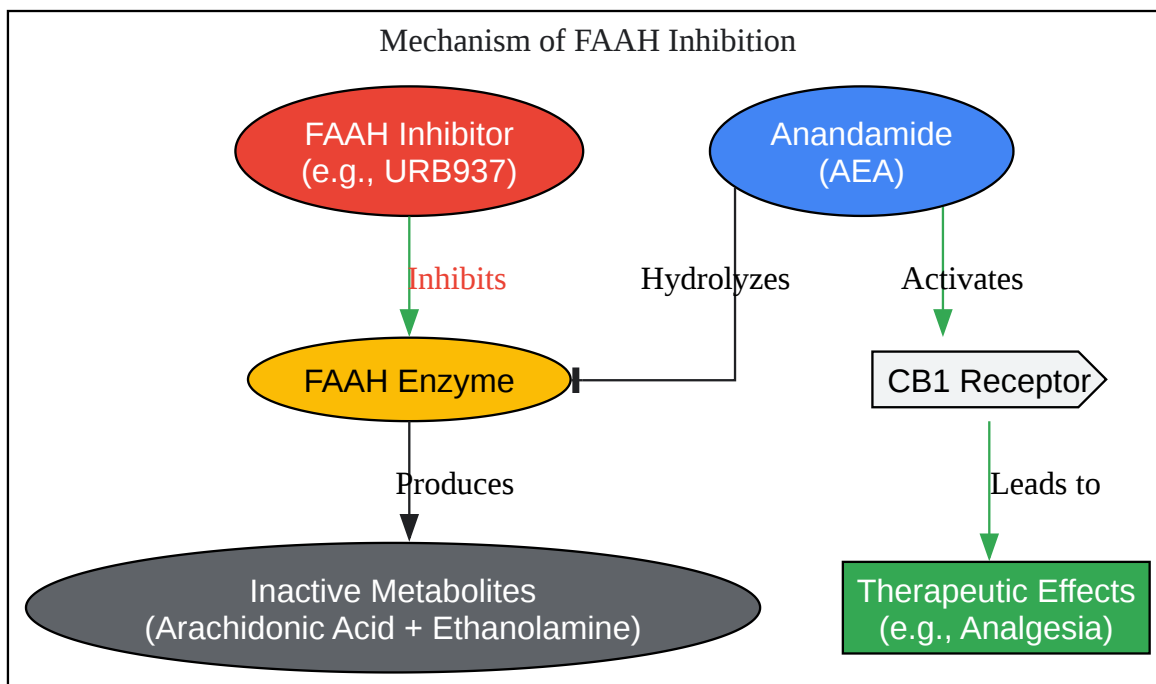 Mechanism of FAAH Inhibition
FAAH Inhibitor
(e.g., URB937)
Anandamide
(AEA)
Inhibits
Hydrolyzes
Activates
FAAH Enzyme
CB1 Receptor
Produces
Leads to
Inactive Metabolites
(Arachidonic Acid + Ethanolamine)
Therapeutic Effects
(e.g., Analgesia)